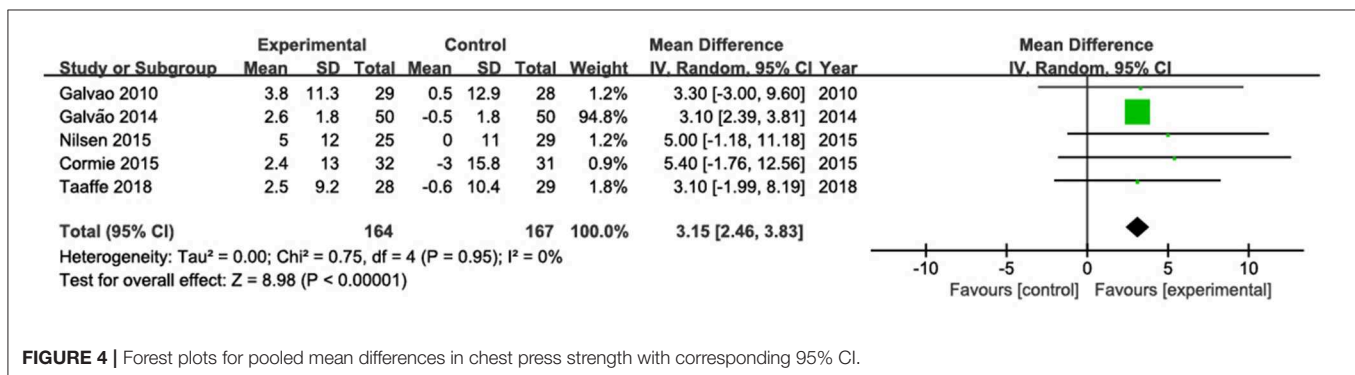 Experimental Control Mean Difference Mean Difference
Study or Subgroup Mean SD Total Mean SD Total Weight IV, Random, 95% CI Year IV, Random, 95% CI
Galvao 2010 3.8 11.3 29 0.5 12.9 28 1.2% 3.30 [-3.00, 9.60] 2010
Galvão 2014 2.6 1.8 50 -0.5 1.8 50 94.8% 3.10 [2.39, 3.81] 2014
Nilsen 2015 5 12 25 0 11 29 1.2% 5.00 [-1.18, 11.18] 2015
Cormie 2015 2.4 13 32 -3 15.8 31 0.9% 5.40 [-1.76, 12.56] 2015
Taaffe 2018 2.5 9.2 28 -0.6 10.4 29 1.8% 3.10 [-1.99, 8.19] 2018
Total (95% CI) 164 167 100.0% 3.15 [2.46, 3.83]
Heterogeneity: Tau² = 0.00; Chi² = 0.75, df = 4 (P = 0.95); I² = 0%
Test for overall effect: Z = 8.98 (P < 0.00001)
-10 -5 0 5 10
Favours [control] Favours [experimental]
FIGURE 4 | Forest plots for pooled mean differences in chest press strength with corresponding 95% CI.